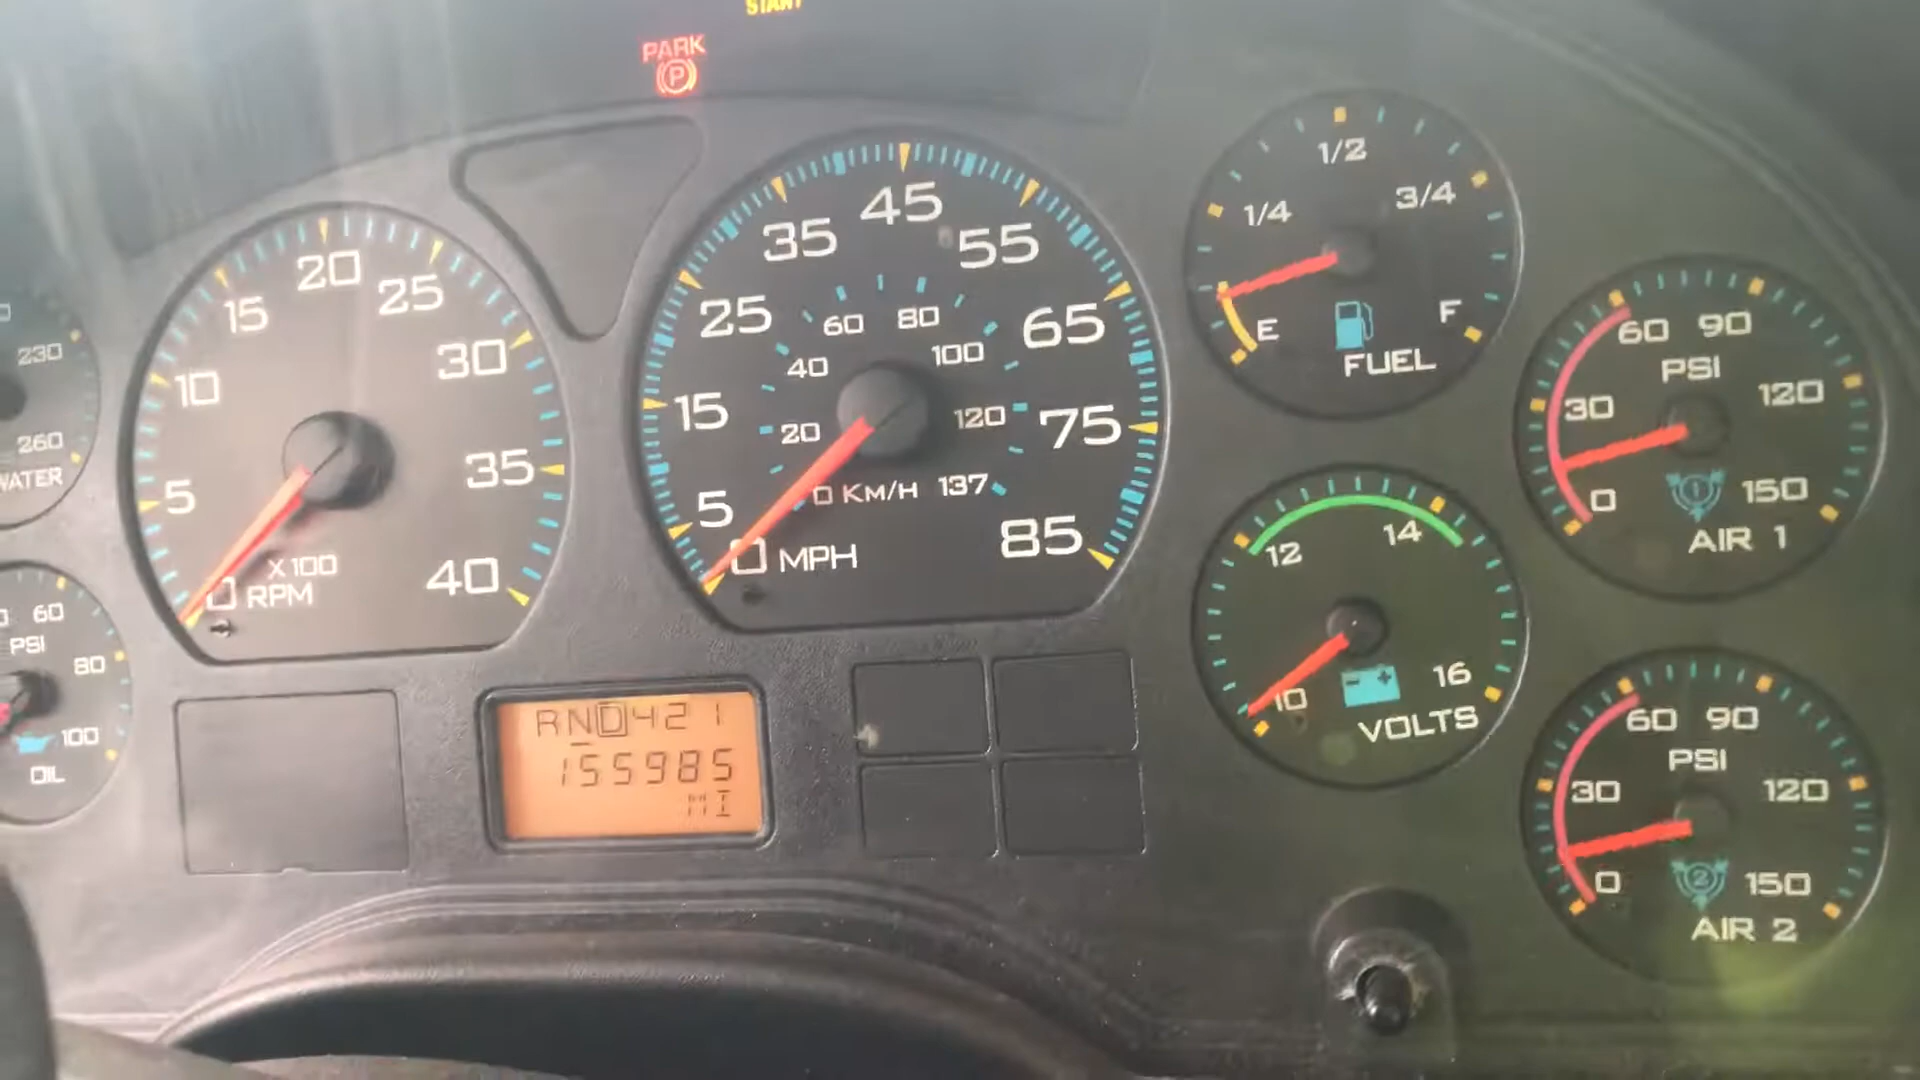 START
PARK
P
230
260
WATER
60
PSI
80
100
OIL
5
10
15
20
25
30
35
40
X100
0 RPM
5
15
25
35
45
55
65
75
85
0 MPH
20
40
60
80
100
120
137
0 KM/H
RND421
155985
MI
E
1/4
1/2
3/4
F
FUEL
10
12
14
16
- +
VOLTS
0
30
60
90
120
150
PSI
1
AIR 1
0
30
60
90
120
150
PSI
2
AIR 2